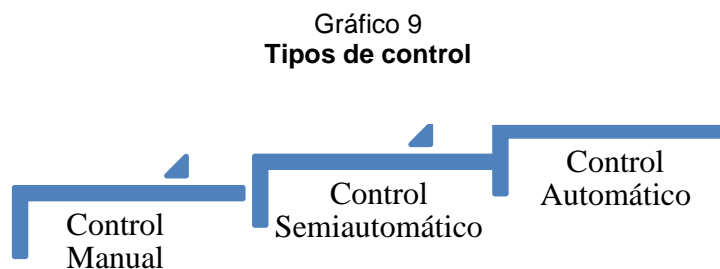 Gráfico 9
Tipos de control
Control
Manual
Control
Semiautomático
Control
Automático